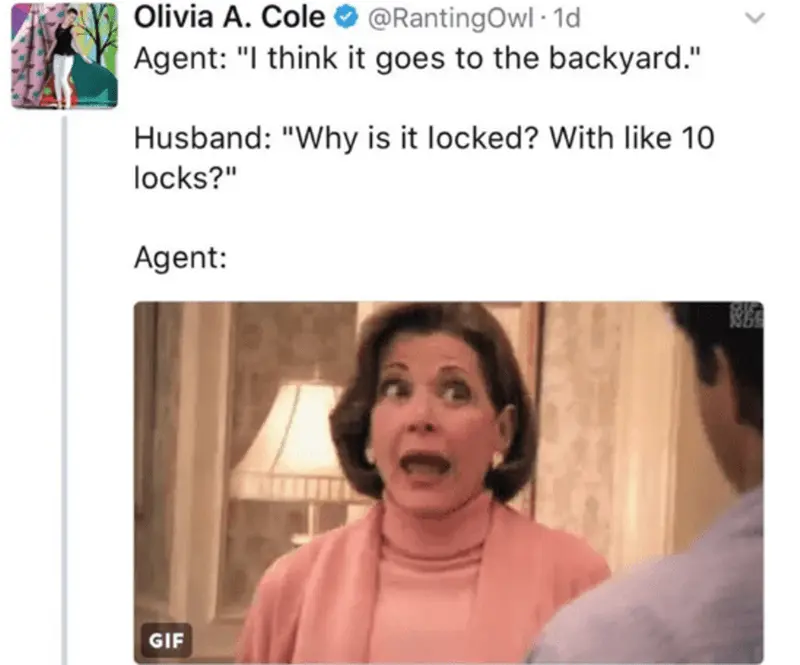 Olivia A. Cole @RantingOwl · 1d
Agent: "I think it goes to the backyard."
Husband: "Why is it locked? With like 10
locks?"
Agent:
GIF